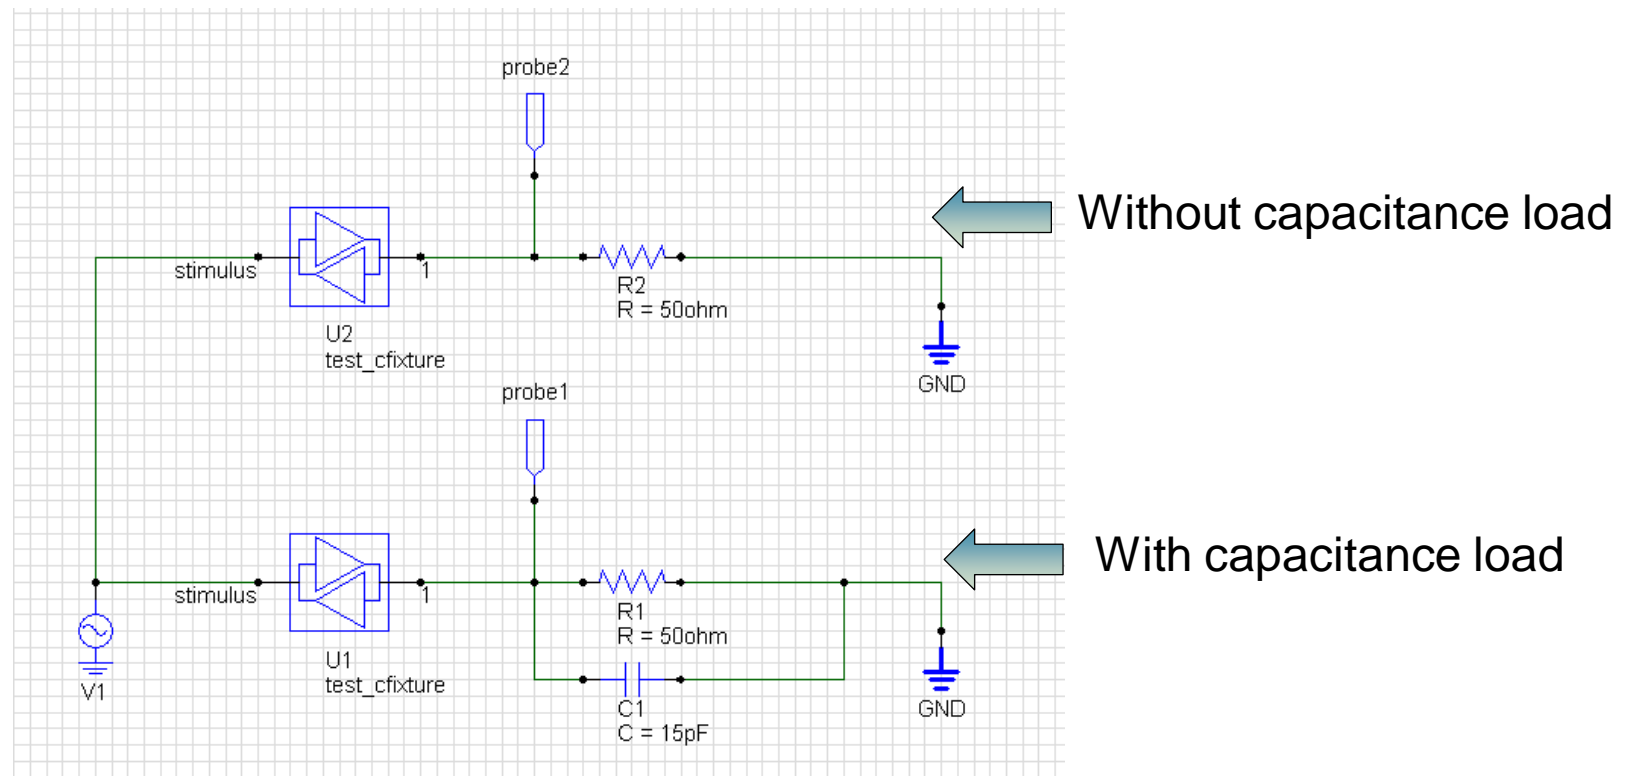 probe2
Without capacitance load
stimulus
1
R2
R = 50ohm
U2
test_cfixture
GND
probe1
With capacitance load
stimulus
1
R1
R = 50ohm
U1
test_cfixture
V1
GND
C1
C = 15pF